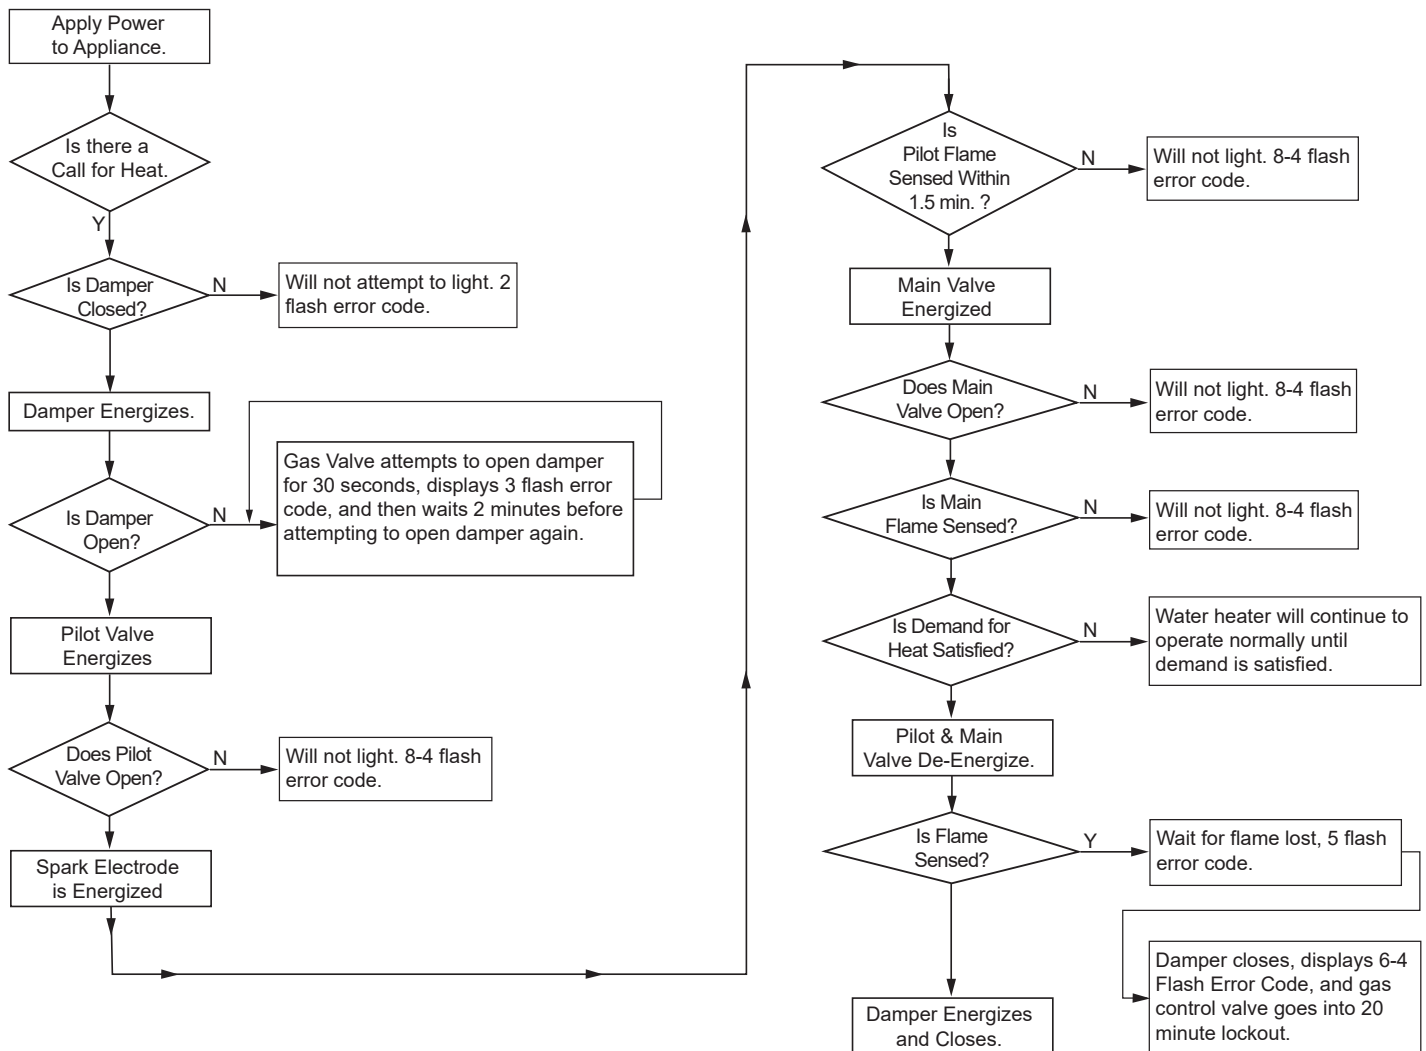 Apply Power
to Appliance.
Is there a
Call for Heat.
Y
Is Damper
Closed?
N
Will not attempt to light. 2
flash error code.
Damper Energizes.
Is Damper
Open?
N
Gas Valve attempts to open damper
for 30 seconds, displays 3 flash error
code, and then waits 2 minutes before
attempting to open damper again.
Pilot Valve
Energizes
Does Pilot
Valve Open?
N
Will not light. 8-4 flash
error code.
Spark Electrode
is Energized
Is
Pilot Flame
Sensed Within
1.5 min. ?
N
Will not light. 8-4 flash
error code.
Main Valve
Energized
Does Main
Valve Open?
N
Will not light. 8-4 flash
error code.
Is Main
Flame Sensed?
N
Will not light. 8-4 flash
error code.
Is Demand for
Heat Satisfied?
N
Water heater will continue to
operate normally until
demand is satisfied.
Pilot & Main
Valve De-Energize.
Is Flame
Sensed?
Y
Wait for flame lost, 5 flash
error code.
Damper closes, displays 6-4
Flash Error Code, and gas
control valve goes into 20
minute lockout.
Damper Energizes
and Closes.